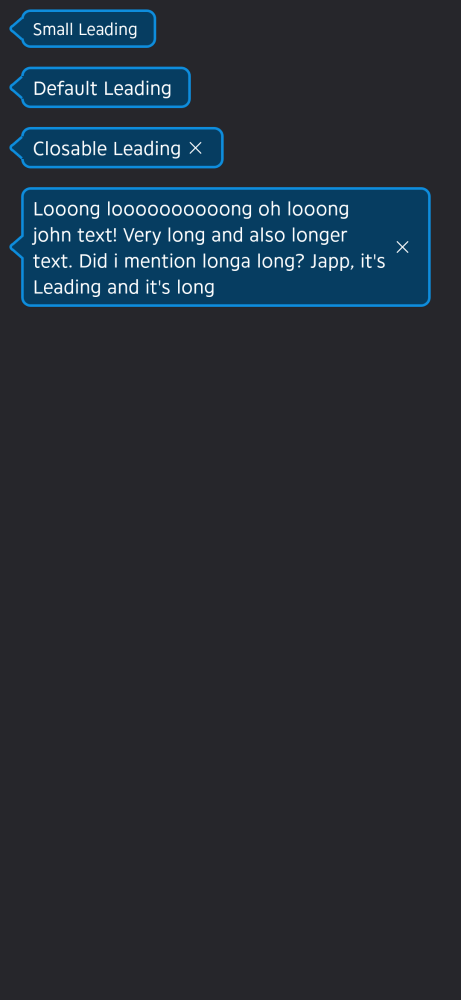 Small Leading
Default Leading
Closable Leading
Looong loooooooooong oh looong
john text! Very long and also longer
text. Did i mention longa long? Japp, it's
Leading and it's long